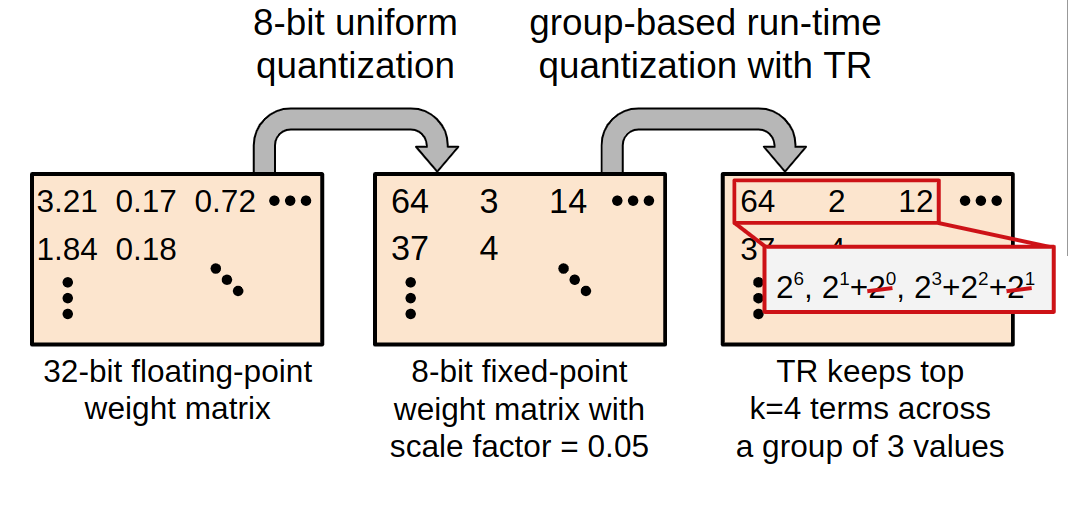 8-bit uniform
quantization
group-based run-time
quantization with TR
3.21 0.17 0.72 •••
1.84 0.18
64 3 14 •••
37 4
64 2 12 •••
37 4
2^6, 2^1+2^0, 2^3+2^2+2^1
32-bit floating-point
weight matrix
8-bit fixed-point
weight matrix with
scale factor = 0.05
TR keeps top
k=4 terms across
a group of 3 values